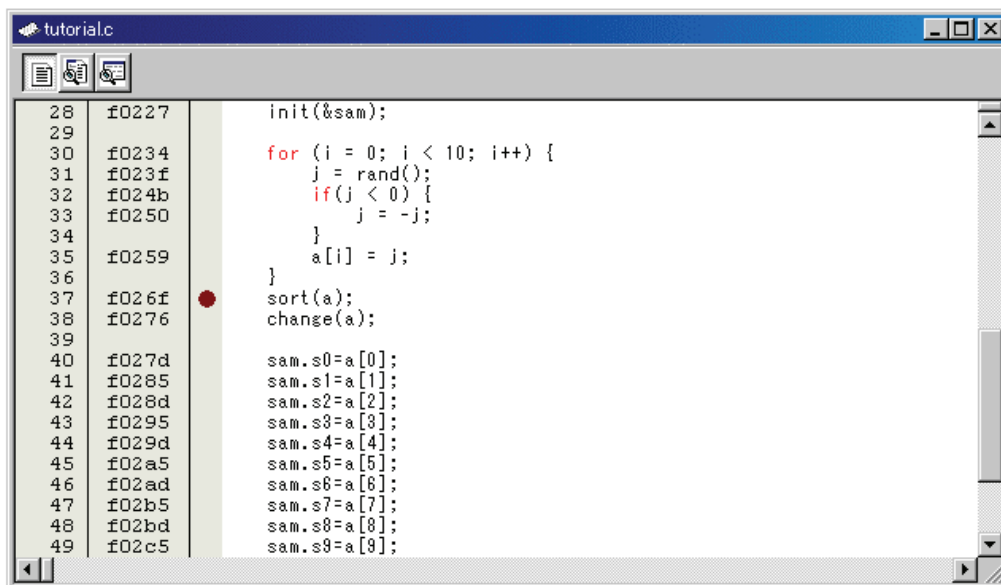 tutorial.c
28 f0227 init(&sam);
29
30 f0234 for (i = 0; i < 10; i++) {
31 f023f j = rand();
32 f024b if(j < 0) {
33 f0250 j = -j;
34 }
35 f0259 a[i] = j;
36 }
37 f026f sort(a);
38 f0276 change(a);
39
40 f027d sam.s0=a[0];
41 f0285 sam.s1=a[1];
42 f028d sam.s2=a[2];
43 f0295 sam.s3=a[3];
44 f029d sam.s4=a[4];
45 f02a5 sam.s5=a[5];
46 f02ad sam.s6=a[6];
47 f02b5 sam.s7=a[7];
48 f02bd sam.s8=a[8];
49 f02c5 sam.s9=a[9];